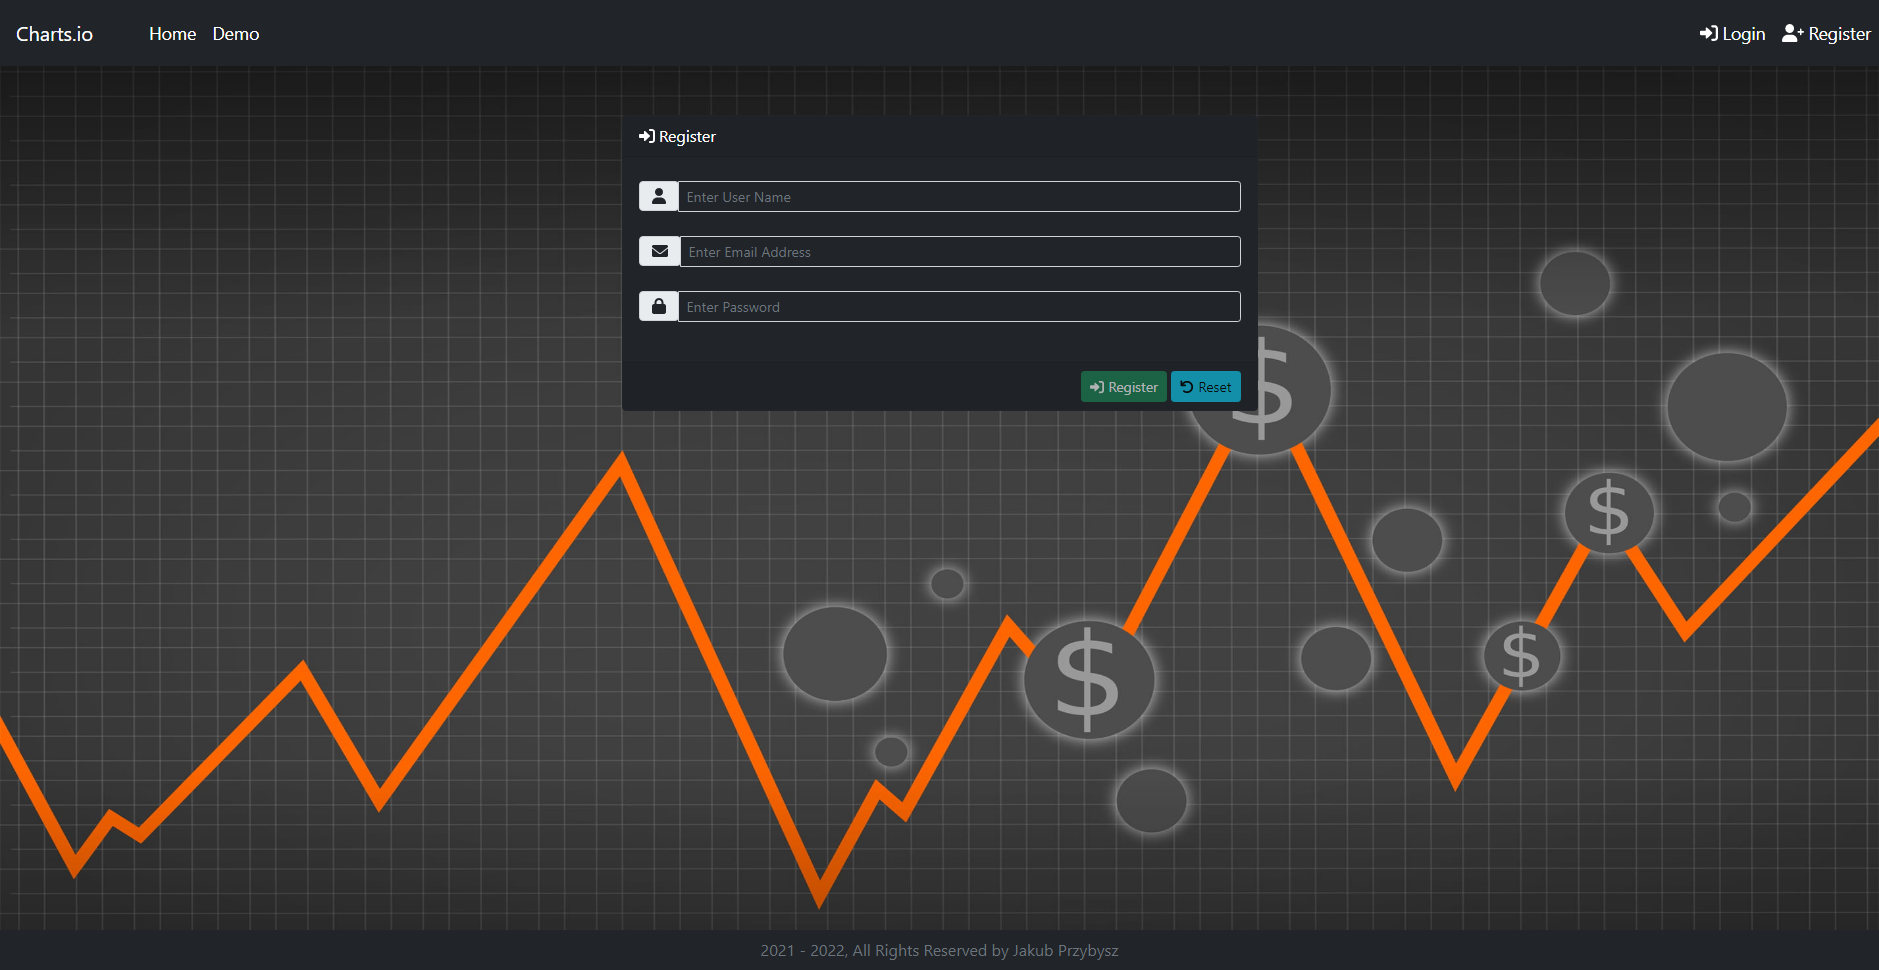 Charts.io Home Demo Login Register
Register
Enter User Name
Enter Email Address
Enter Password
Register Reset
$
$
$
$
2021 - 2022, All Rights Reserved by Jakub Przybysz